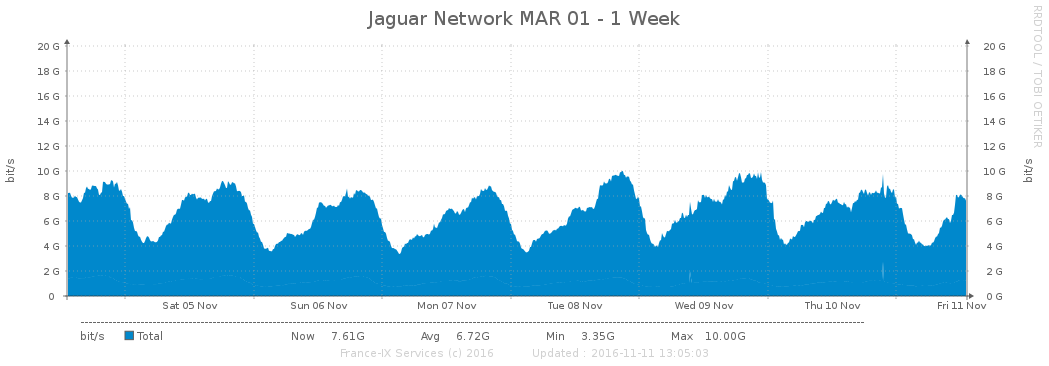 Jaguar Network MAR 01 - 1 Week
RRDTOOL / TOBI OETIKER
bit/s
20 G 20 G
18 G 18 G
16 G 16 G
14 G 14 G
12 G 12 G
10 G 10 G
8 G 8 G
6 G 6 G
4 G 4 G
2 G 2 G
0 0 G
bit/s
Sat 05 Nov Sun 06 Nov Mon 07 Nov Tue 08 Nov Wed 09 Nov Thu 10 Nov Fri 11 Nov
bit/s Total Now 7.61G Avg 6.72G Min 3.35G Max 10.00G
France-IX Services (c) 2016 Updated : 2016-11-11 13:05:03